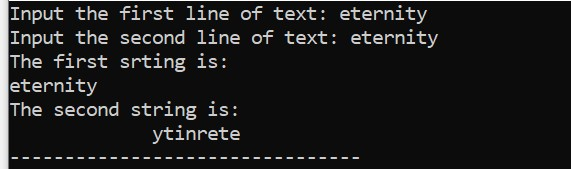 Input the first line of text: eternity
Input the second line of text: eternity
The first srting is:
eternity
The second string is:
ytinrete
--------------------------------